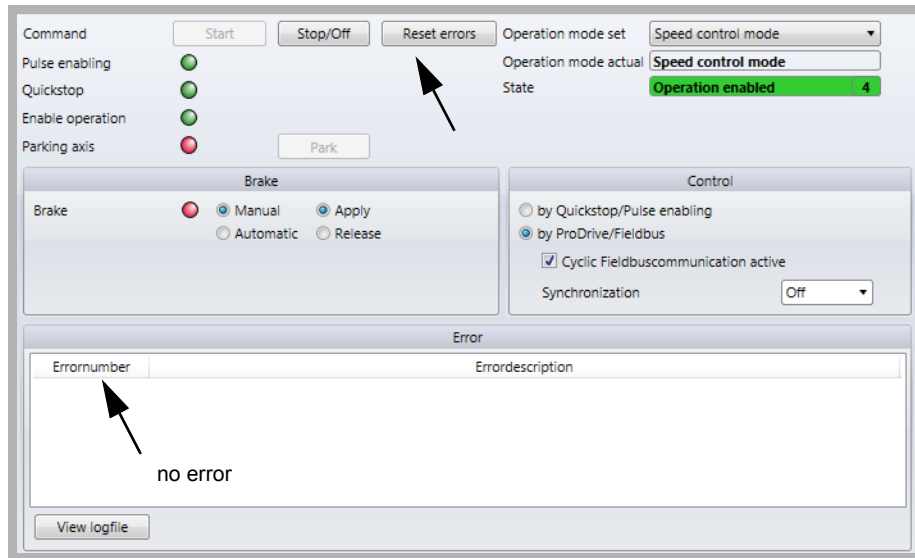 Command Start Stop/Off Reset errors Operation mode set Speed control mode
Pulse enabling Operation mode actual Speed control mode
Quickstop State Operation enabled 4
Enable operation
Parking axis Park
Brake Control
Brake Manual Apply by Quickstop/Pulse enabling
Automatic Release by ProDrive/Fieldbus
Cyclic Fieldbuscommunication active
Synchronization Off
Error
Errornumber Errordescription
no error
View logfile